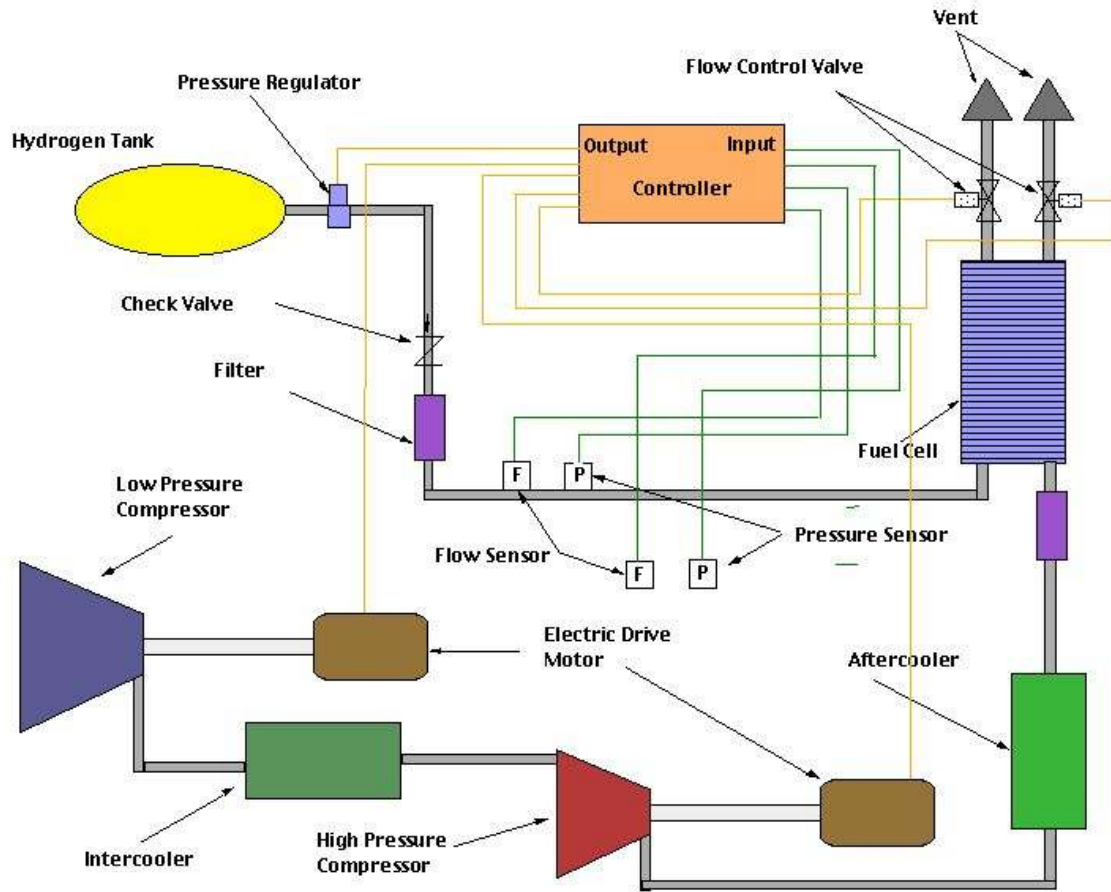 Vent
Flow Control Valve
Pressure Regulator
Hydrogen Tank
Output
Input
Controller
Check Valve
Filter
Fuel Cell
F
P
Low Pressure
Compressor
Flow Sensor
Pressure Sensor
F
P
Electric Drive
Motor
Aftercooler
Intercooler
High Pressure
Compressor